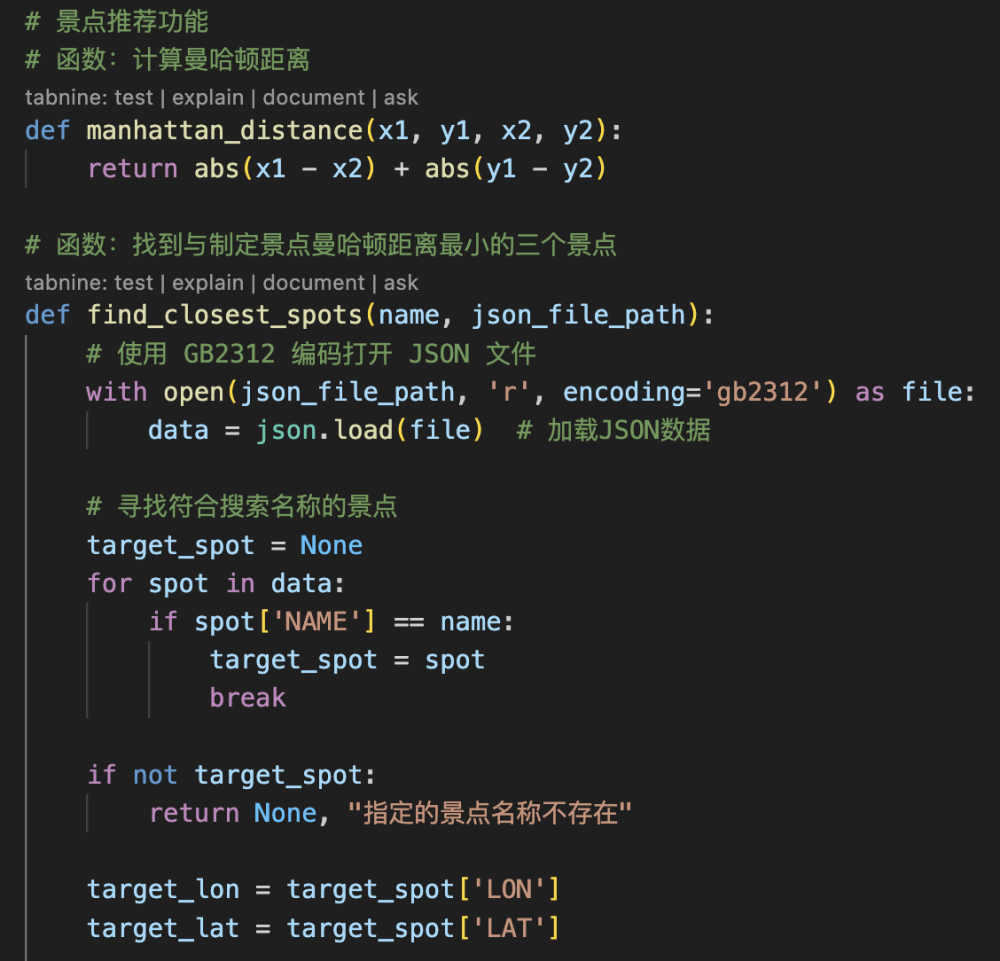 # 景点推荐功能
# 函数：计算曼哈顿距离
tabnine: test | explain | document | ask
def manhattan_distance(x1, y1, x2, y2):
    return abs(x1 - x2) + abs(y1 - y2)
# 函数：找到与制定景点曼哈顿距离最小的三个景点
tabnine: test | explain | document | ask
def find_closest_spots(name, json_file_path):
    # 使用 GB2312 编码打开 JSON 文件
    with open(json_file_path, 'r', encoding='gb2312') as file:
        data = json.load(file)  # 加载JSON数据
    # 寻找符合搜索名称的景点
    target_spot = None
    for spot in data:
        if spot['NAME'] == name:
            target_spot = spot
            break
    if not target_spot:
        return None, "指定的景点名称不存在"
    target_lon = target_spot['LON']
    target_lat = target_spot['LAT']